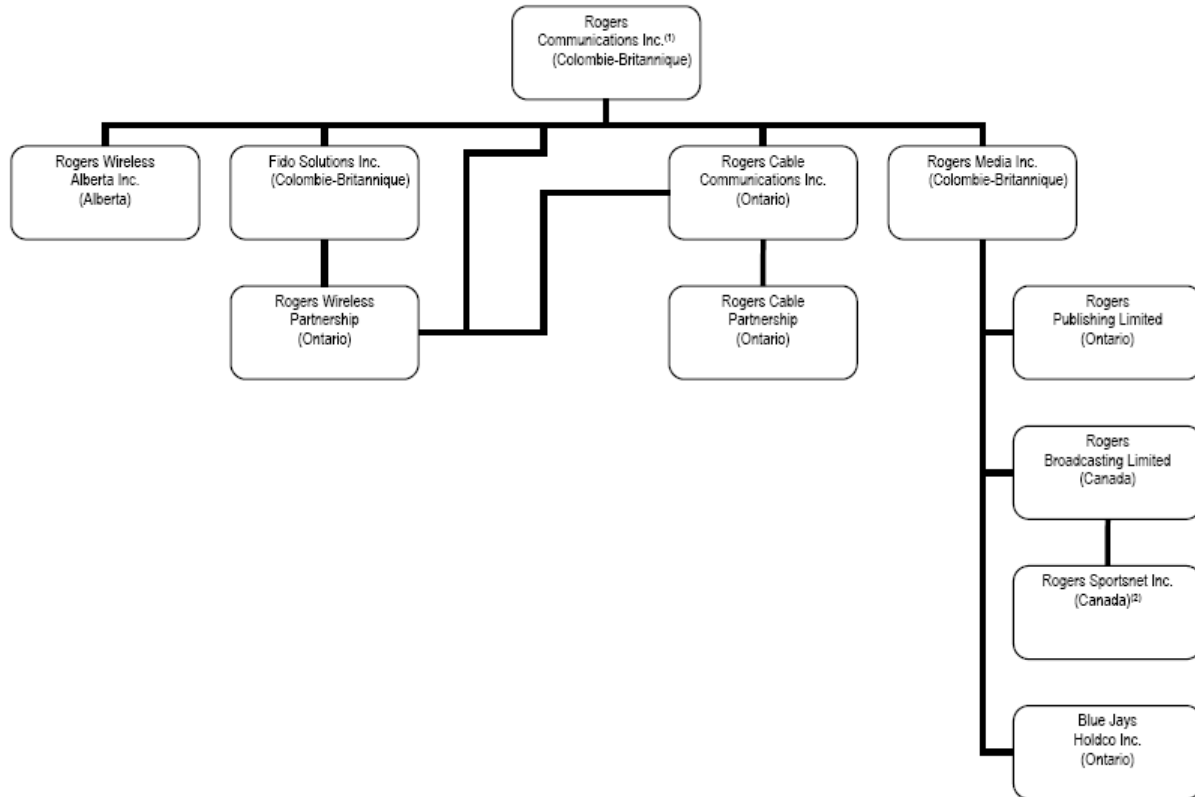 Rogers
Communications Inc.(1)
(Colombie-Britannique)
Rogers Wireless
Alberta Inc.
(Alberta)
Fido Solutions Inc.
(Colombie-Britannique)
Rogers Cable
Communications Inc.
(Ontario)
Rogers Media Inc.
(Colombie-Britannique)
Rogers Wireless
Partnership
(Ontario)
Rogers Cable
Partnership
(Ontario)
Rogers
Publishing Limited
(Ontario)
Rogers
Broadcasting Limited
(Canada)
Rogers Sportsnet Inc.
(Canada)(2)
Blue Jays
Holdco Inc.
(Ontario)